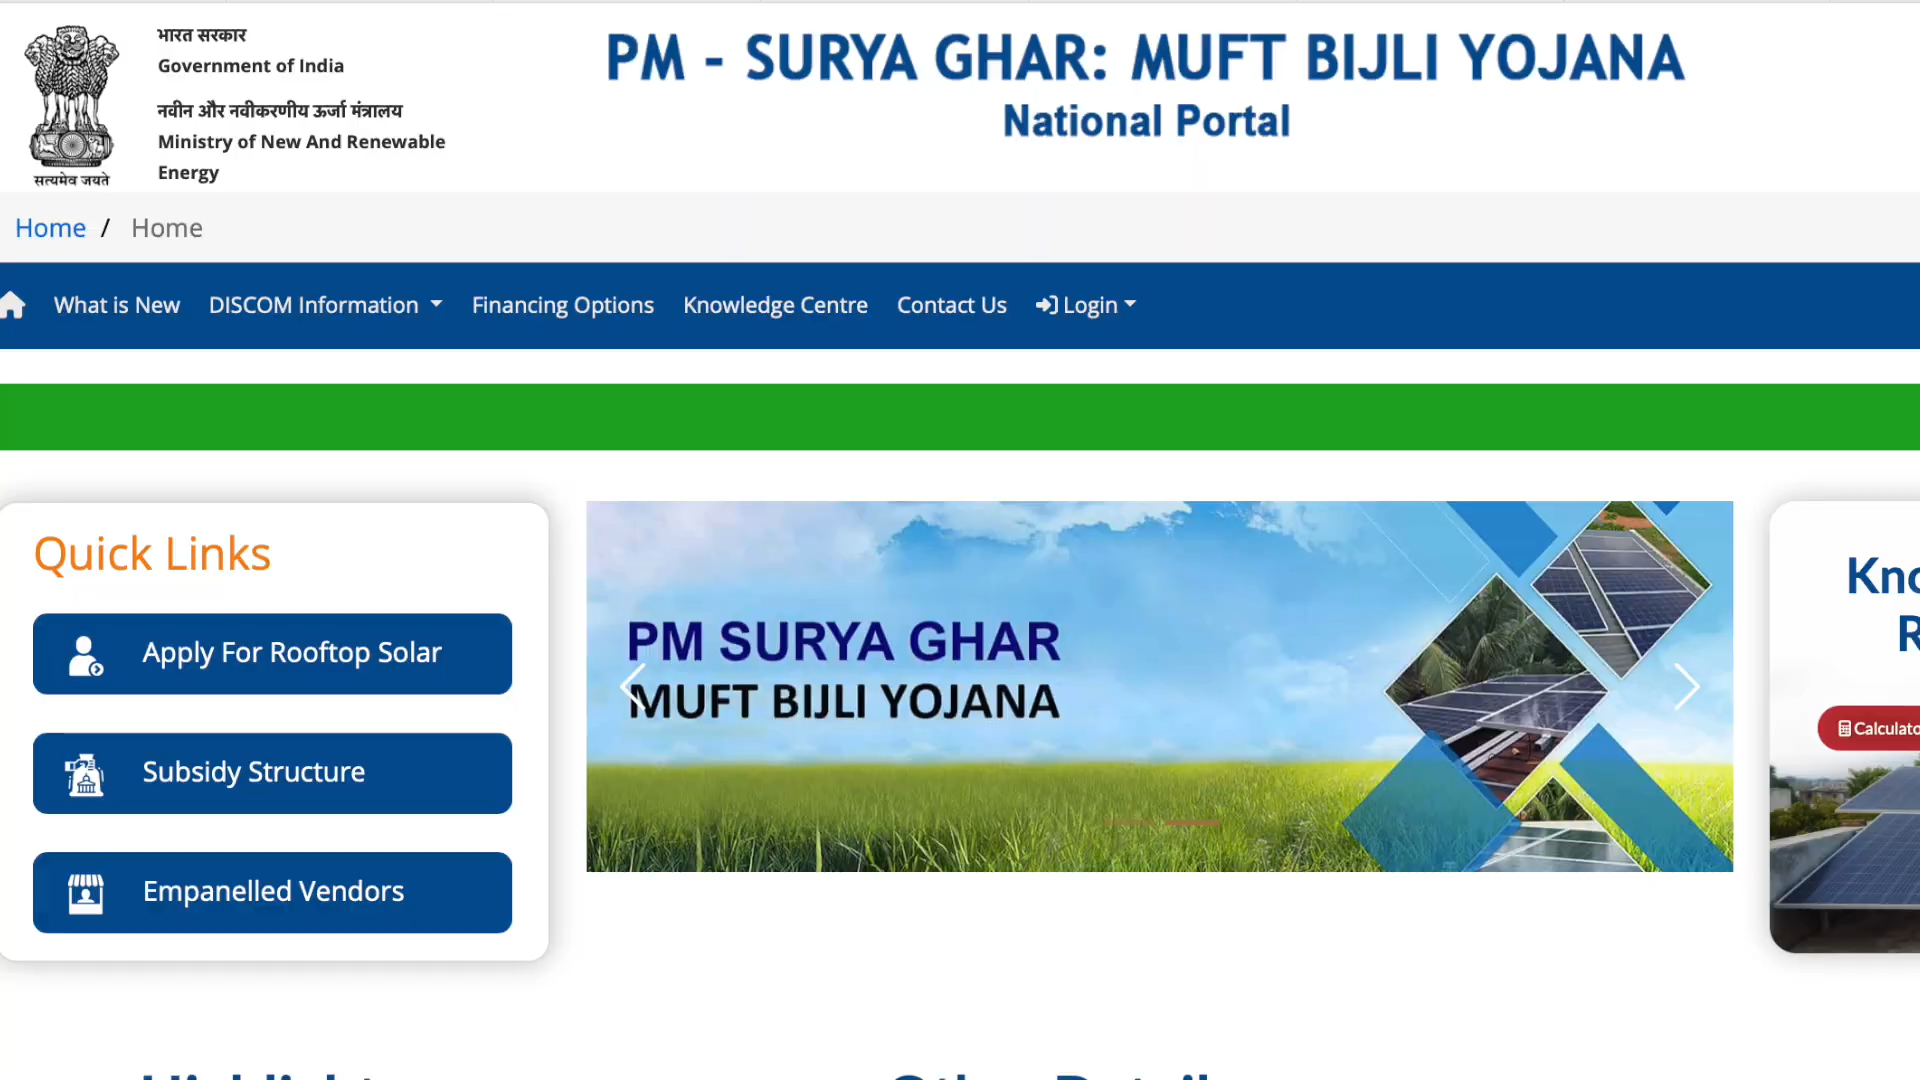 भारत सरकार
Government of India
नवीन और नवीकरणीय ऊर्जा मंत्रालय
Ministry of New And Renewable
Energy
सत्यमेव जयते
PM - SURYA GHAR: MUFT BIJLI YOJANA
National Portal
Home / Home
What is New DISCOM Information Financing Options Knowledge Centre Contact Us Login
Quick Links
Apply For Rooftop Solar
Subsidy Structure
Empanelled Vendors
PM SURYA GHAR
MUFT BIJLI YOJANA